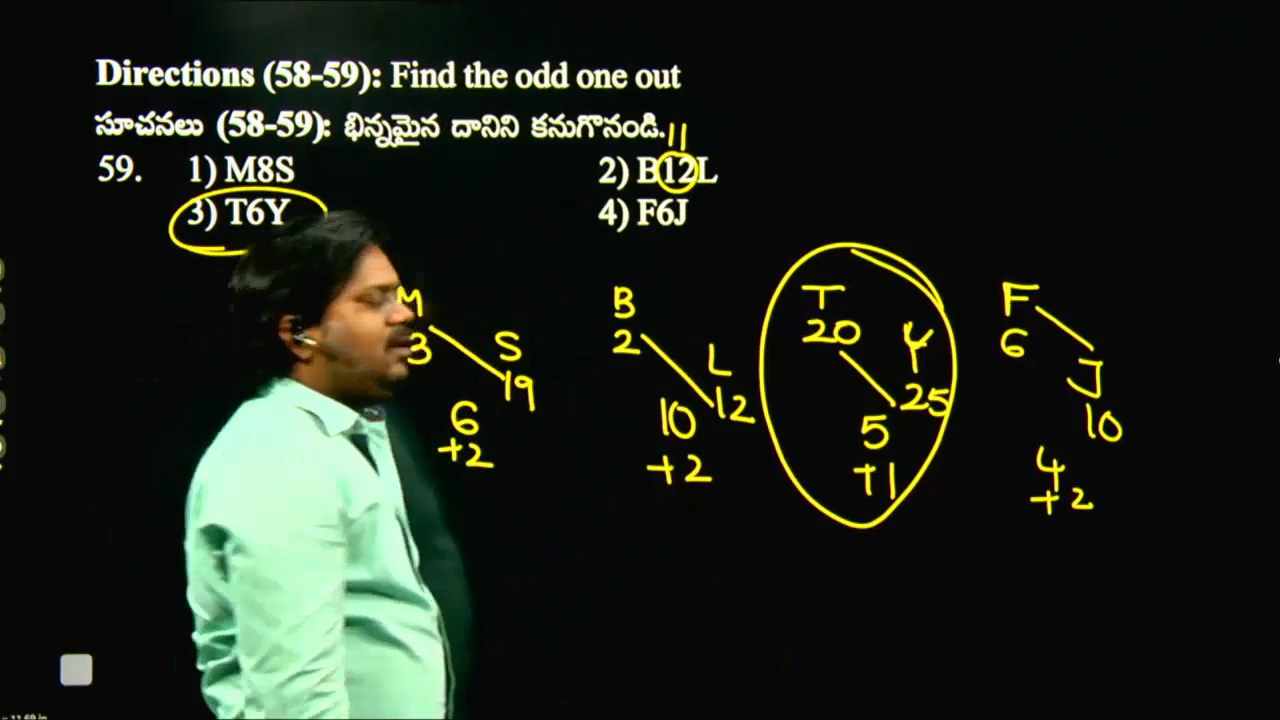 Directions (58-59): Find the odd one out
సూచనలు (58-59): భిన్నమైన దానిని కనుగొనండి.
11
59. 1) M8S 2) B12L
3) T6Y 4) F6J
M B T F
3 S 2 L 20 Y 6 J
19 12 25 10
6 10 5 4
+2 +2 +1 +2